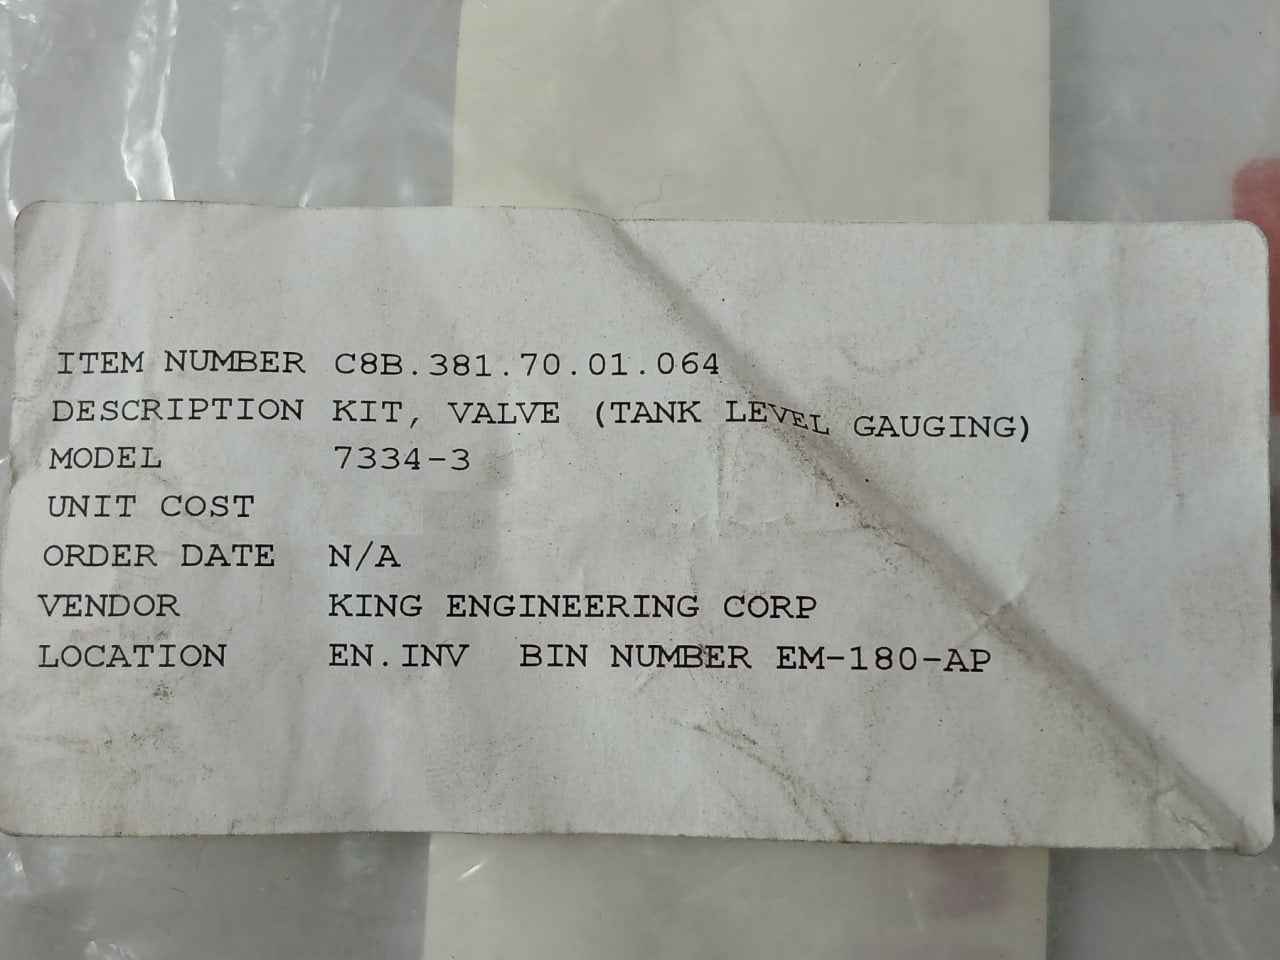 ITEM NUMBER C8B.381.70.01.064
DESCRIPTION KIT, VALVE (TANK LEVEL GAUGING)
MODEL 7334-3
UNIT COST
ORDER DATE N/A
VENDOR KING ENGINEERING CORP
LOCATION EN.INV BIN NUMBER EM-180-AP